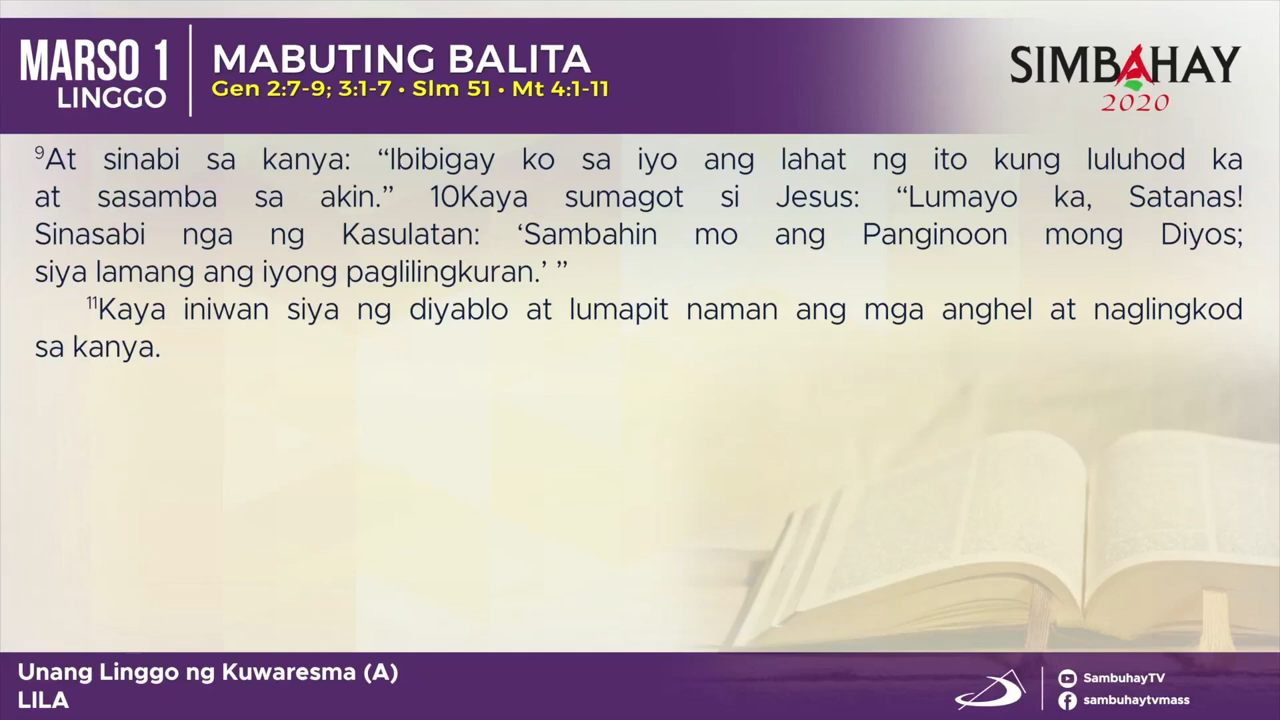 MARSO 1
LINGGO
MABUTING BALITA
Gen 2:7-9; 3:1-7 • Slm 51 • Mt 4:1-11
SIMBAHAY
2020
⁹At sinabi sa kanya: “Ibibigay ko sa iyo ang lahat ng ito kung luluhod ka
at sasamba sa akin.” 10Kaya sumagot si Jesus: “Lumayo ka, Satanas!
Sinasabi nga ng Kasulatan: ‘Sambahin mo ang Panginoon mong Diyos;
siya lamang ang iyong paglilingkuran.’ ”
¹¹Kaya iniwan siya ng diyablo at lumapit naman ang mga anghel at naglingkod
sa kanya.
Unang Linggo ng Kuwaresma (A)
LILA
SambuhayTV
sambuhaytvmass